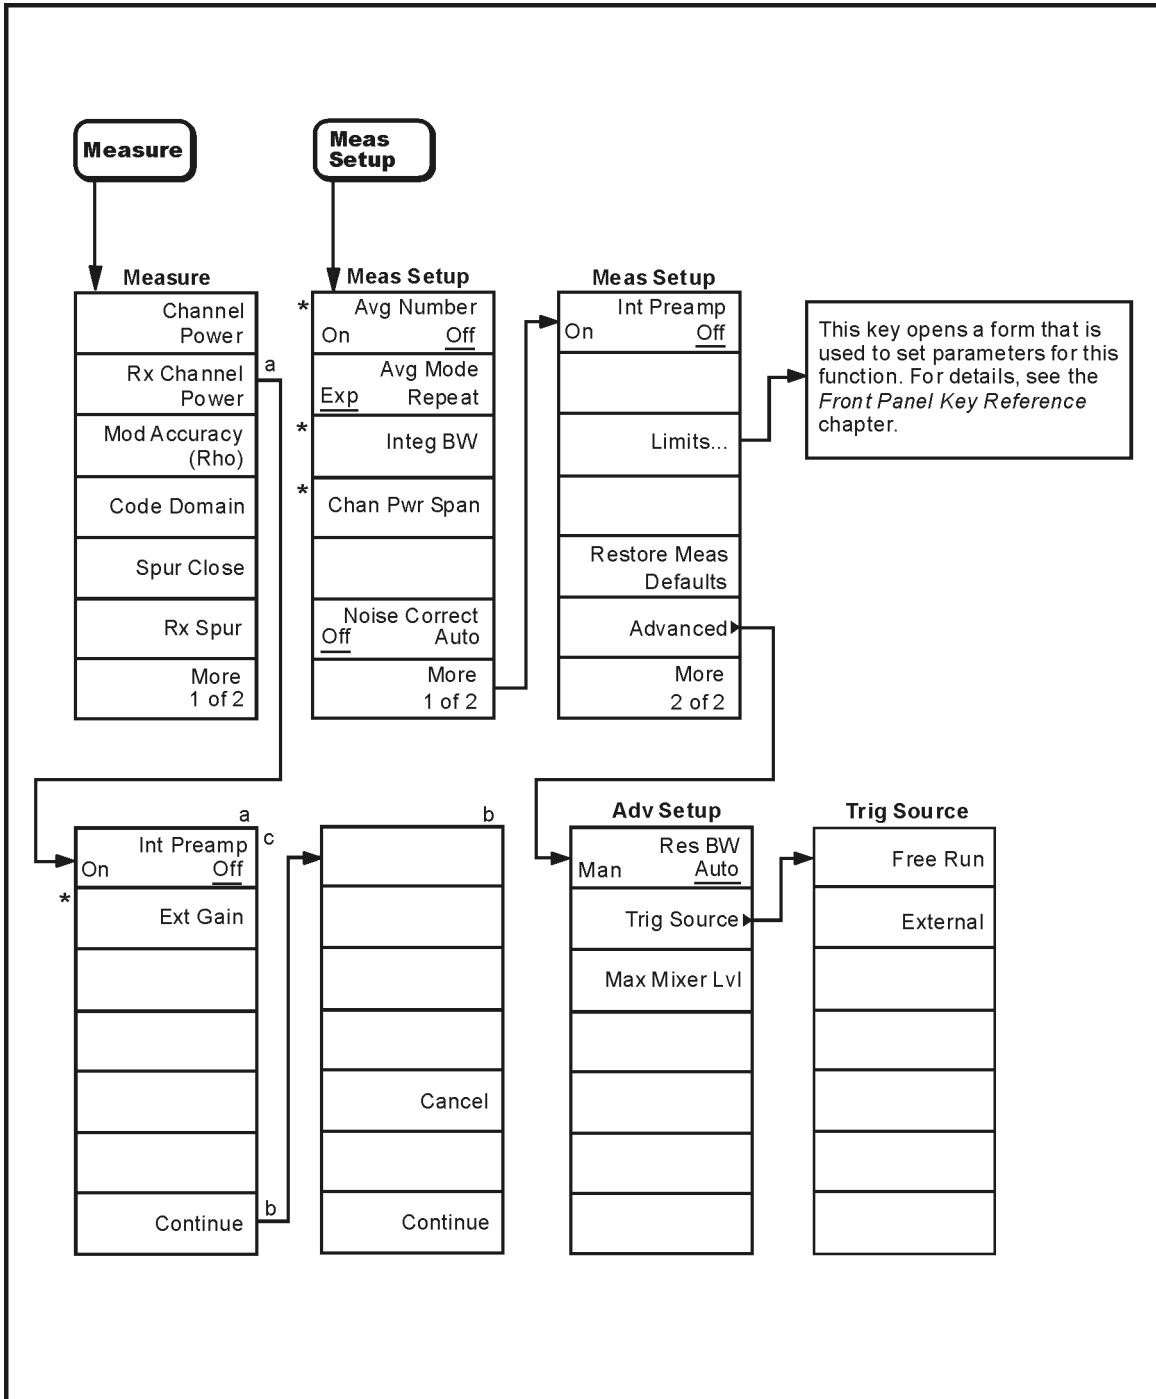 Measure
Meas
Setup
Measure
Channel
Power
Rx Channel
Power
a
Mod Accuracy
(Rho)
Code Domain
Spur Close
Rx Spur
More
1 of 2
Meas Setup
*
Avg Number
On Off
Avg Mode
Exp Repeat
*
Integ BW
*
Chan Pwr Span
Noise Correct
Off Auto
More
1 of 2
Meas Setup
Int Preamp
On Off
Limits...
Restore Meas
Defaults
Advanced
More
2 of 2
This key opens a form that is
used to set parameters for this
function. For details, see the
Front Panel Key Reference
chapter.
a
c
Int Preamp
On Off
*
Ext Gain
Continue
b
b
Cancel
Continue
Adv Setup
Res BW
Man Auto
Trig Source
Max Mixer Lvl
Trig Source
Free Run
External